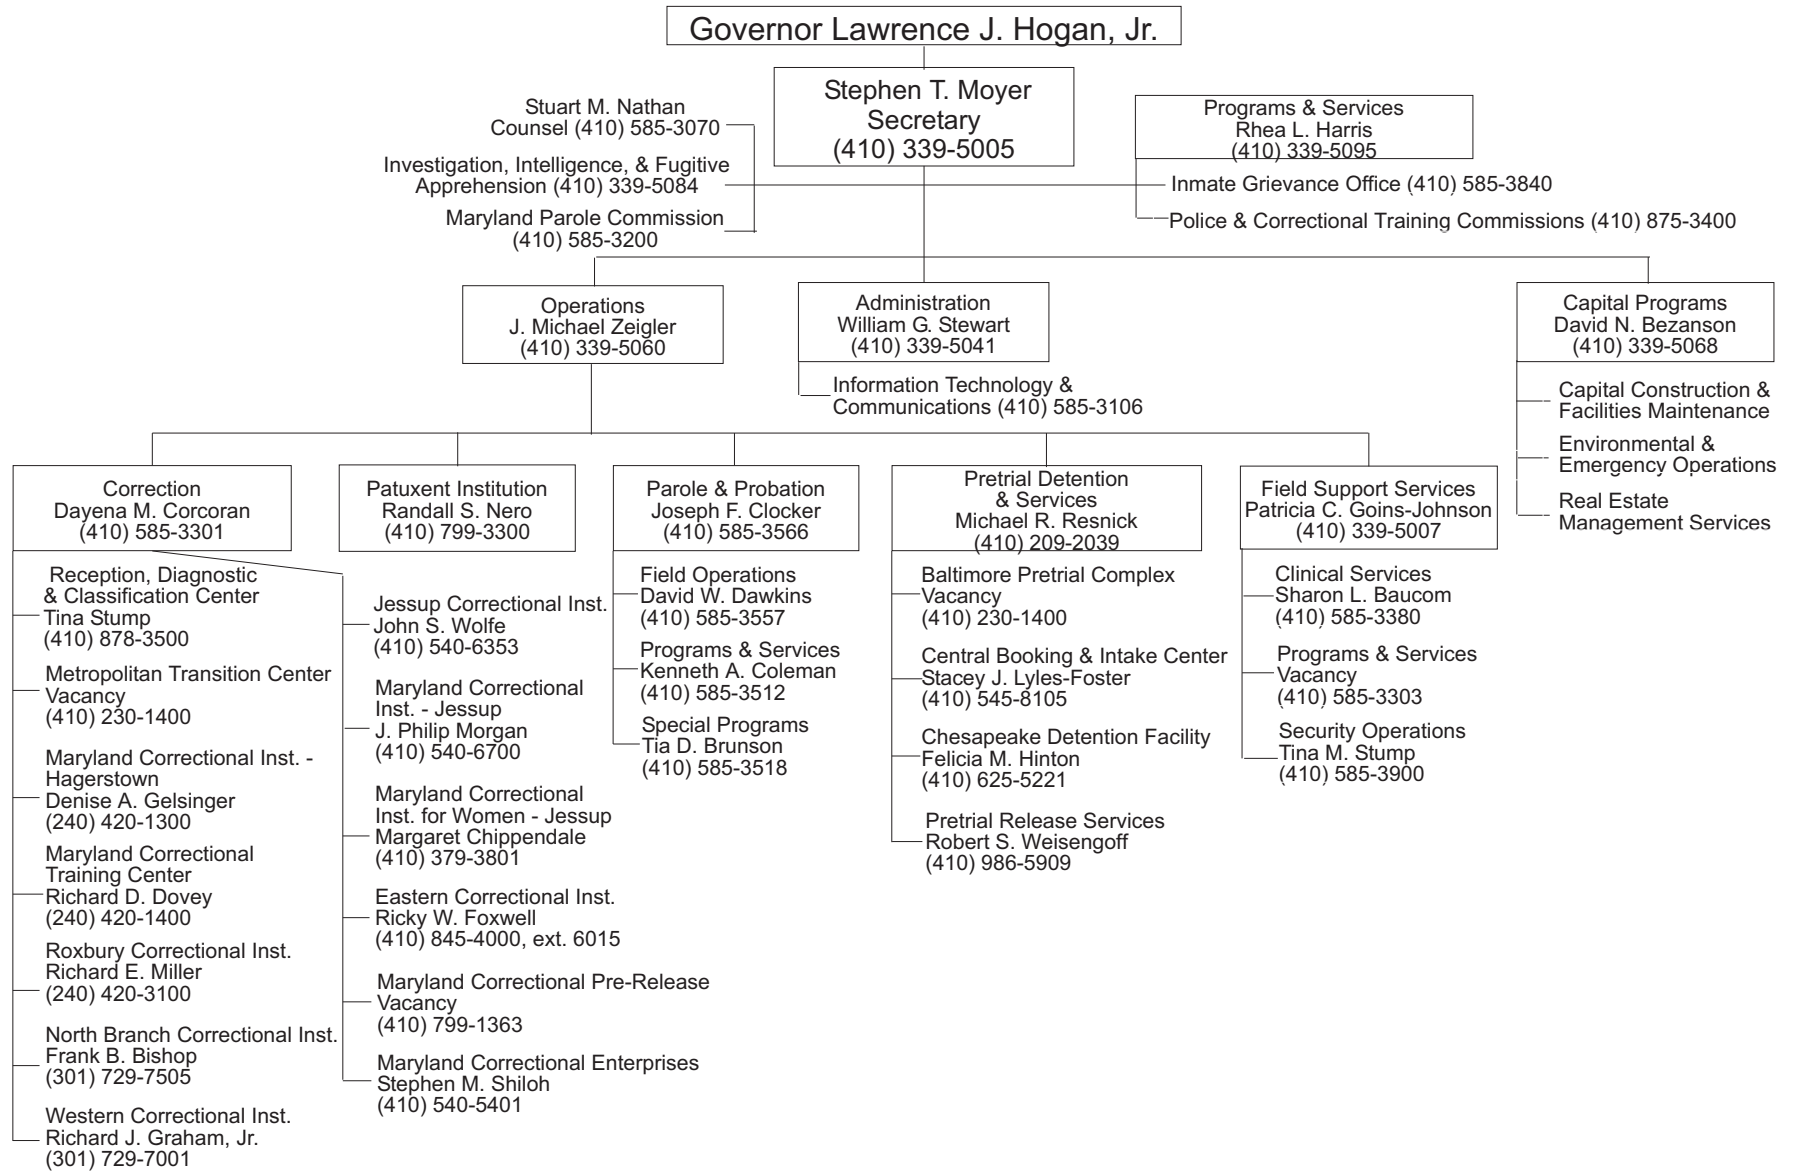 Governor Lawrence J. Hogan, Jr.
Stephen T. Moyer
Secretary
(410) 339-5005
Stuart M. Nathan
Counsel (410) 585-3070
Investigation, Intelligence, & Fugitive
Apprehension (410) 339-5084
Maryland Parole Commission
(410) 585-3200
Programs & Services
Rhea L. Harris
(410) 339-5095
Inmate Grievance Office (410) 585-3840
Police & Correctional Training Commissions (410) 875-3400
Operations
J. Michael Zeigler
(410) 339-5060
Administration
William G. Stewart
(410) 339-5041
Information Technology &
Communications (410) 585-3106
Capital Programs
David N. Bezanson
(410) 339-5068
Capital Construction &
Facilities Maintenance
Environmental &
Emergency Operations
Real Estate
Management Services
Correction
Dayena M. Corcoran
(410) 585-3301
Reception, Diagnostic
& Classification Center
Tina Stump
(410) 878-3500
Metropolitan Transition Center
Vacancy
(410) 230-1400
Maryland Correctional Inst. -
Hagerstown
Denise A. Gelsinger
(240) 420-1300
Maryland Correctional
Training Center
Richard D. Dovey
(240) 420-1400
Roxbury Correctional Inst.
Richard E. Miller
(240) 420-3100
North Branch Correctional Inst.
Frank B. Bishop
(301) 729-7505
Western Correctional Inst.
Richard J. Graham, Jr.
(301) 729-7001
Jessup Correctional Inst.
John S. Wolfe
(410) 540-6353
Maryland Correctional
Inst. - Jessup
J. Philip Morgan
(410) 540-6700
Maryland Correctional
Inst. for Women - Jessup
Margaret Chippendale
(410) 379-3801
Eastern Correctional Inst.
Ricky W. Foxwell
(410) 845-4000, ext. 6015
Maryland Correctional Pre-Release
Vacancy
(410) 799-1363
Maryland Correctional Enterprises
Stephen M. Shiloh
(410) 540-5401
Patuxent Institution
Randall S. Nero
(410) 799-3300
Parole & Probation
Joseph F. Clocker
(410) 585-3566
Field Operations
David W. Dawkins
(410) 585-3557
Programs & Services
Kenneth A. Coleman
(410) 585-3512
Special Programs
Tia D. Brunson
(410) 585-3518
Pretrial Detention
& Services
Michael R. Resnick
(410) 209-2039
Baltimore Pretrial Complex
Vacancy
(410) 230-1400
Central Booking & Intake Center
Stacey J. Lyles-Foster
(410) 545-8105
Chesapeake Detention Facility
Felicia M. Hinton
(410) 625-5221
Pretrial Release Services
Robert S. Weisengoff
(410) 986-5909
Field Support Services
Patricia C. Goins-Johnson
(410) 339-5007
Clinical Services
Sharon L. Baucom
(410) 585-3380
Programs & Services
Vacancy
(410) 585-3303
Security Operations
Tina M. Stump
(410) 585-3900